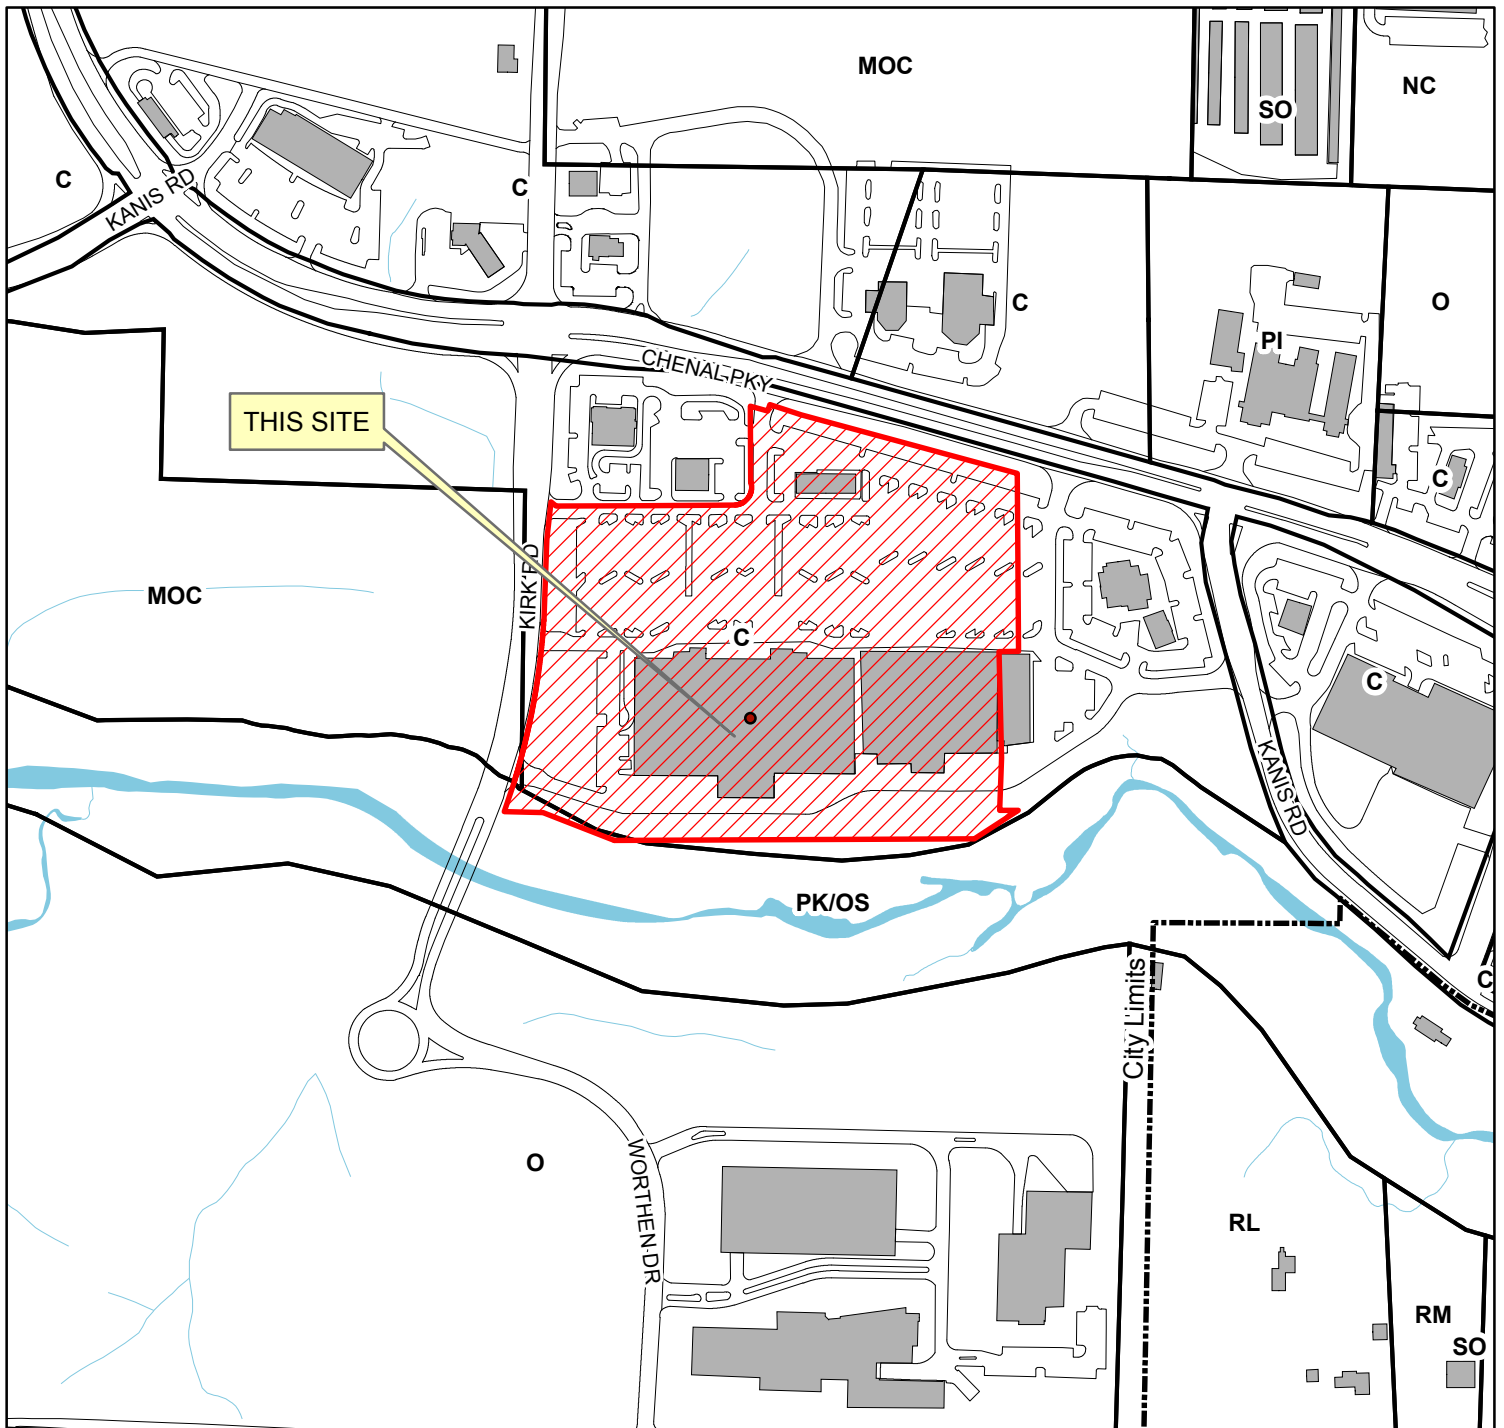 MOC
NC
SO
C
KANIS RD
C
C
O
PI
CHENAL PKY
THIS SITE
C
KIRK RD
MOC
C
C
KANIS RD
PK/OS
City Limits
C
O
WORTHEN DR
RL
RM
SO